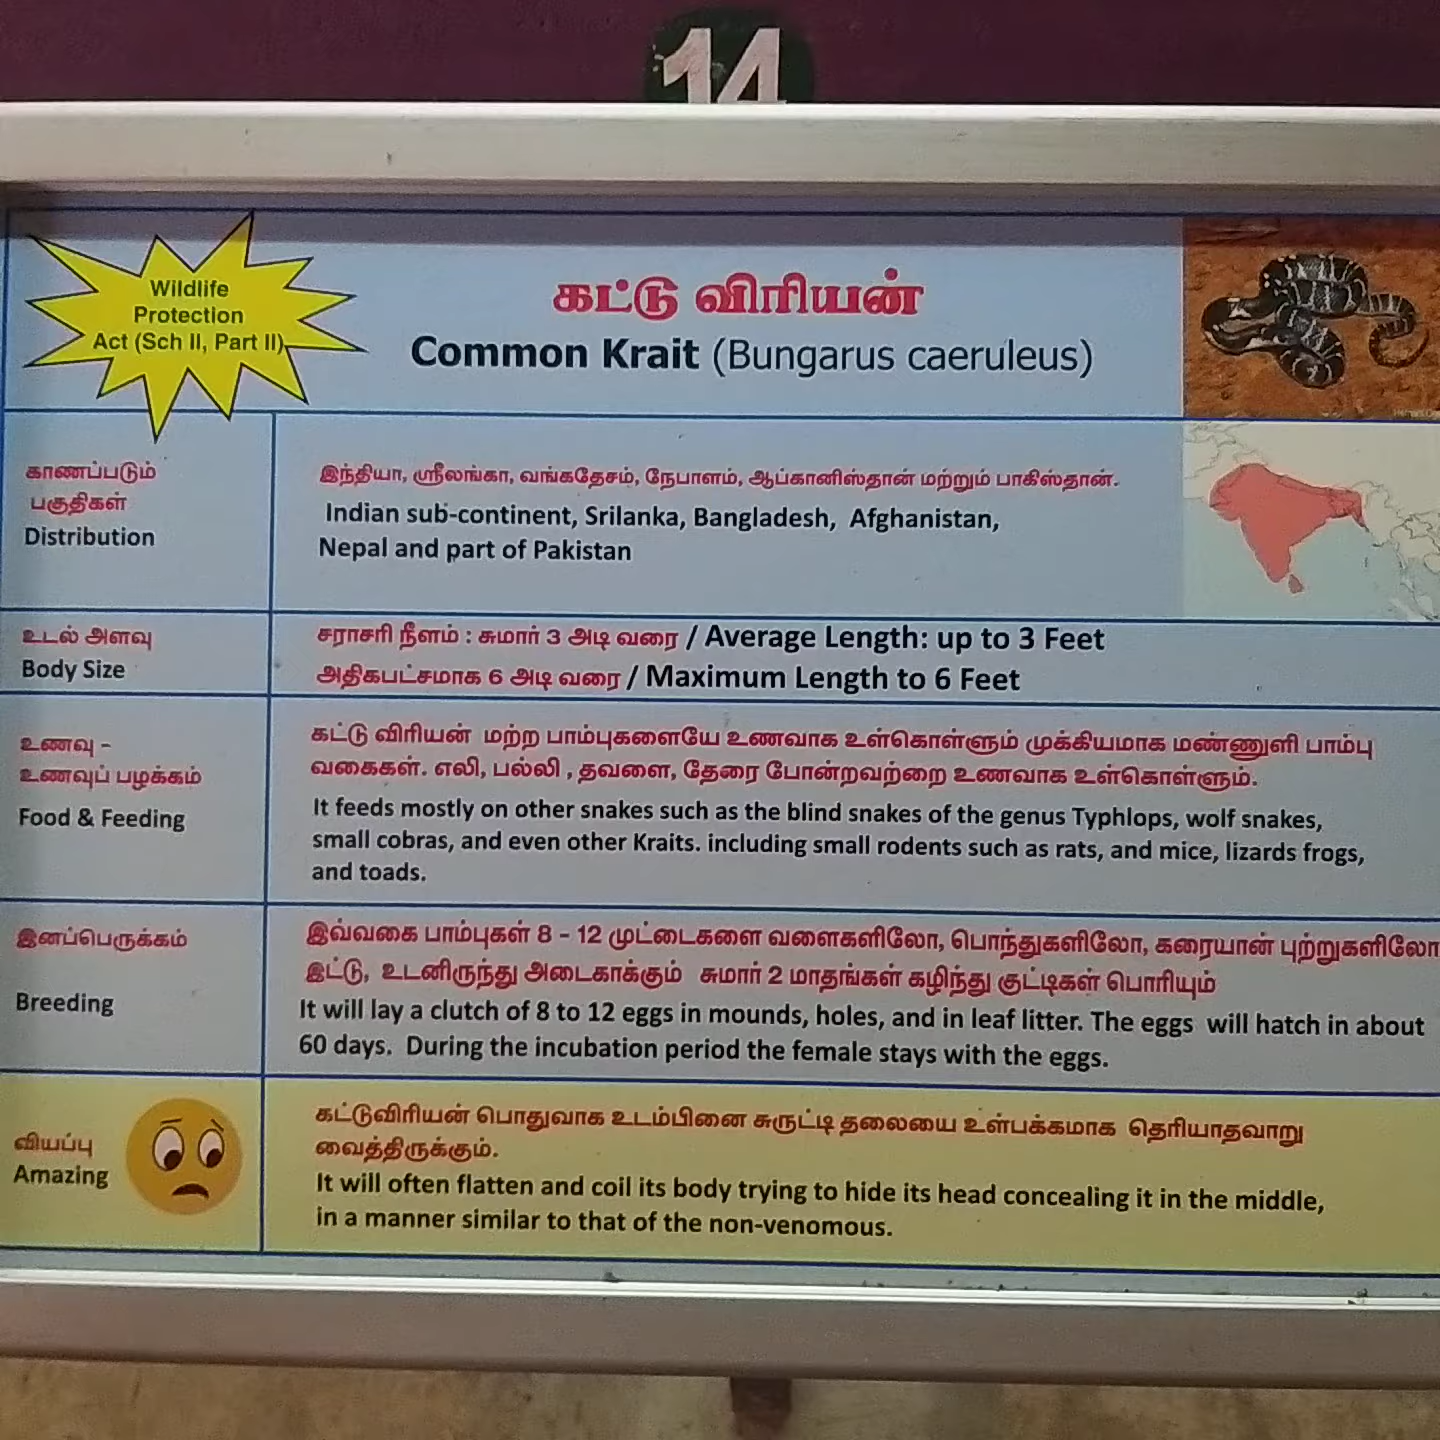 14
Wildlife
Protection
Act (Sch II, Part II)
கட்டு விரியன்
Common Krait (Bungarus caeruleus)
காணப்படும்
பகுதிகள்
Distribution
இந்தியா, ஸ்ரீலங்கா, வங்கதேசம், நேபாளம், ஆப்கானிஸ்தான் மற்றும் பாகிஸ்தான்.
Indian sub-continent, Srilanka, Bangladesh, Afghanistan,
Nepal and part of Pakistan
உடல் அளவு
Body Size
சராசரி நீளம் : சுமார் 3 அடி வரை / Average Length: up to 3 Feet
அதிகபட்சமாக 6 அடி வரை / Maximum Length to 6 Feet
உணவு -
உணவுப் பழக்கம்
Food & Feeding
கட்டு விரியன் மற்ற பாம்புகளையே உணவாக உள்கொள்ளும் முக்கியமாக மண்ணுளி பாம்பு
வகைகள். எலி, பல்லி , தவளை, தேரை போன்றவற்றை உணவாக உள்கொள்ளும்.
It feeds mostly on other snakes such as the blind snakes of the genus Typhlops, wolf snakes,
small cobras, and even other Kraits. including small rodents such as rats, and mice, lizards frogs,
and toads.
இனப்பெருக்கம்
Breeding
இவ்வகை பாம்புகள் 8 - 12 முட்டைகளை வளைகளிலோ, பொந்துகளிலோ, கரையான் புற்றுகளிலோ
இட்டு, உடனிருந்து அடைகாக்கும் சுமார் 2 மாதங்கள் கழிந்து குட்டிகள் பொரியும்
It will lay a clutch of 8 to 12 eggs in mounds, holes, and in leaf litter. The eggs will hatch in about
60 days. During the incubation period the female stays with the eggs.
வியப்பு
Amazing
கட்டுவிரியன் பொதுவாக உடம்பினை சுருட்டி தலையை உள்பக்கமாக தெரியாதவாறு
வைத்திருக்கும்.
It will often flatten and coil its body trying to hide its head concealing it in the middle,
in a manner similar to that of the non-venomous.